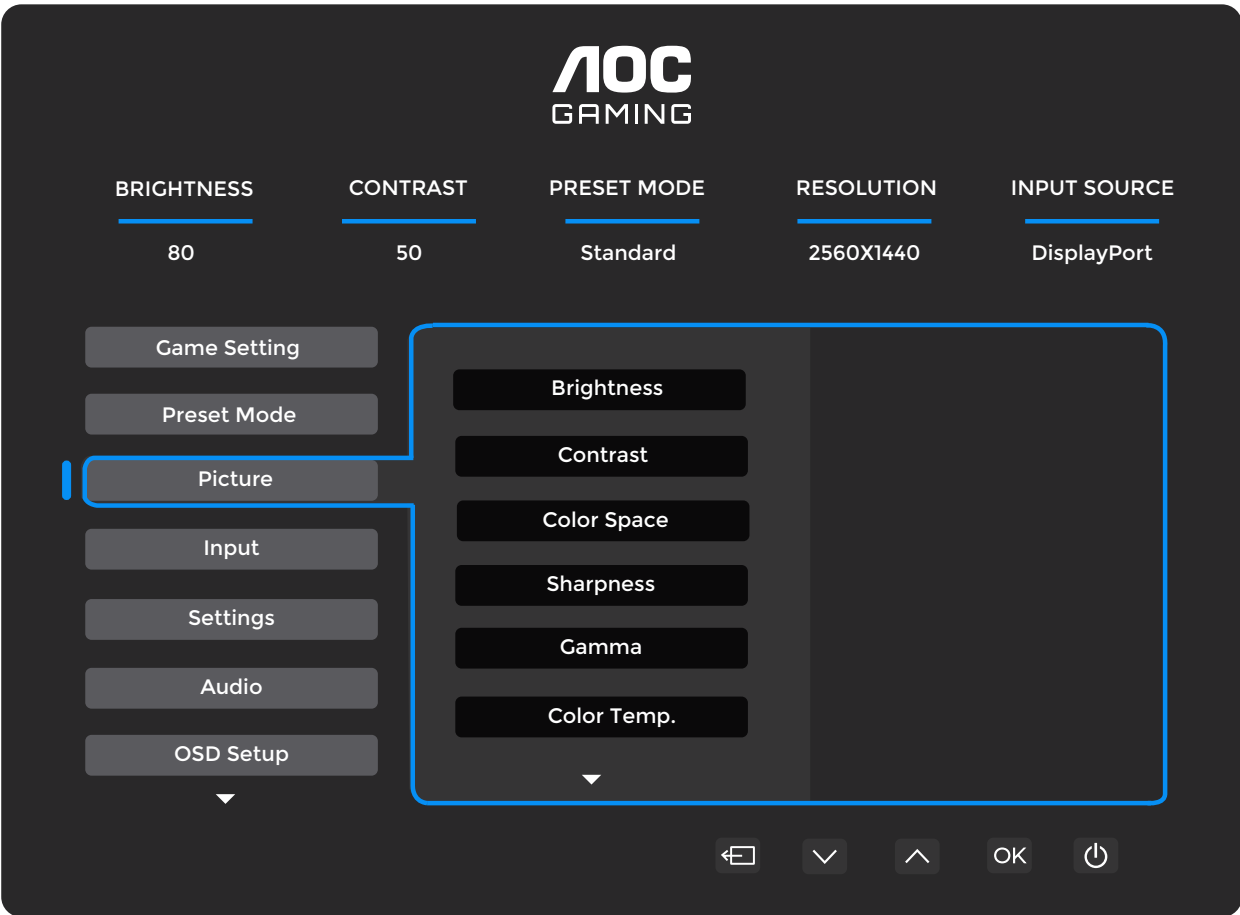 AOC
GAMING
BRIGHTNESS CONTRAST PRESET MODE RESOLUTION INPUT SOURCE
80 50 Standard 2560X1440 DisplayPort
Game Setting
Preset Mode
Picture
Input
Settings
Audio
OSD Setup
Brightness
Contrast
Color Space
Sharpness
Gamma
Color Temp.
OK